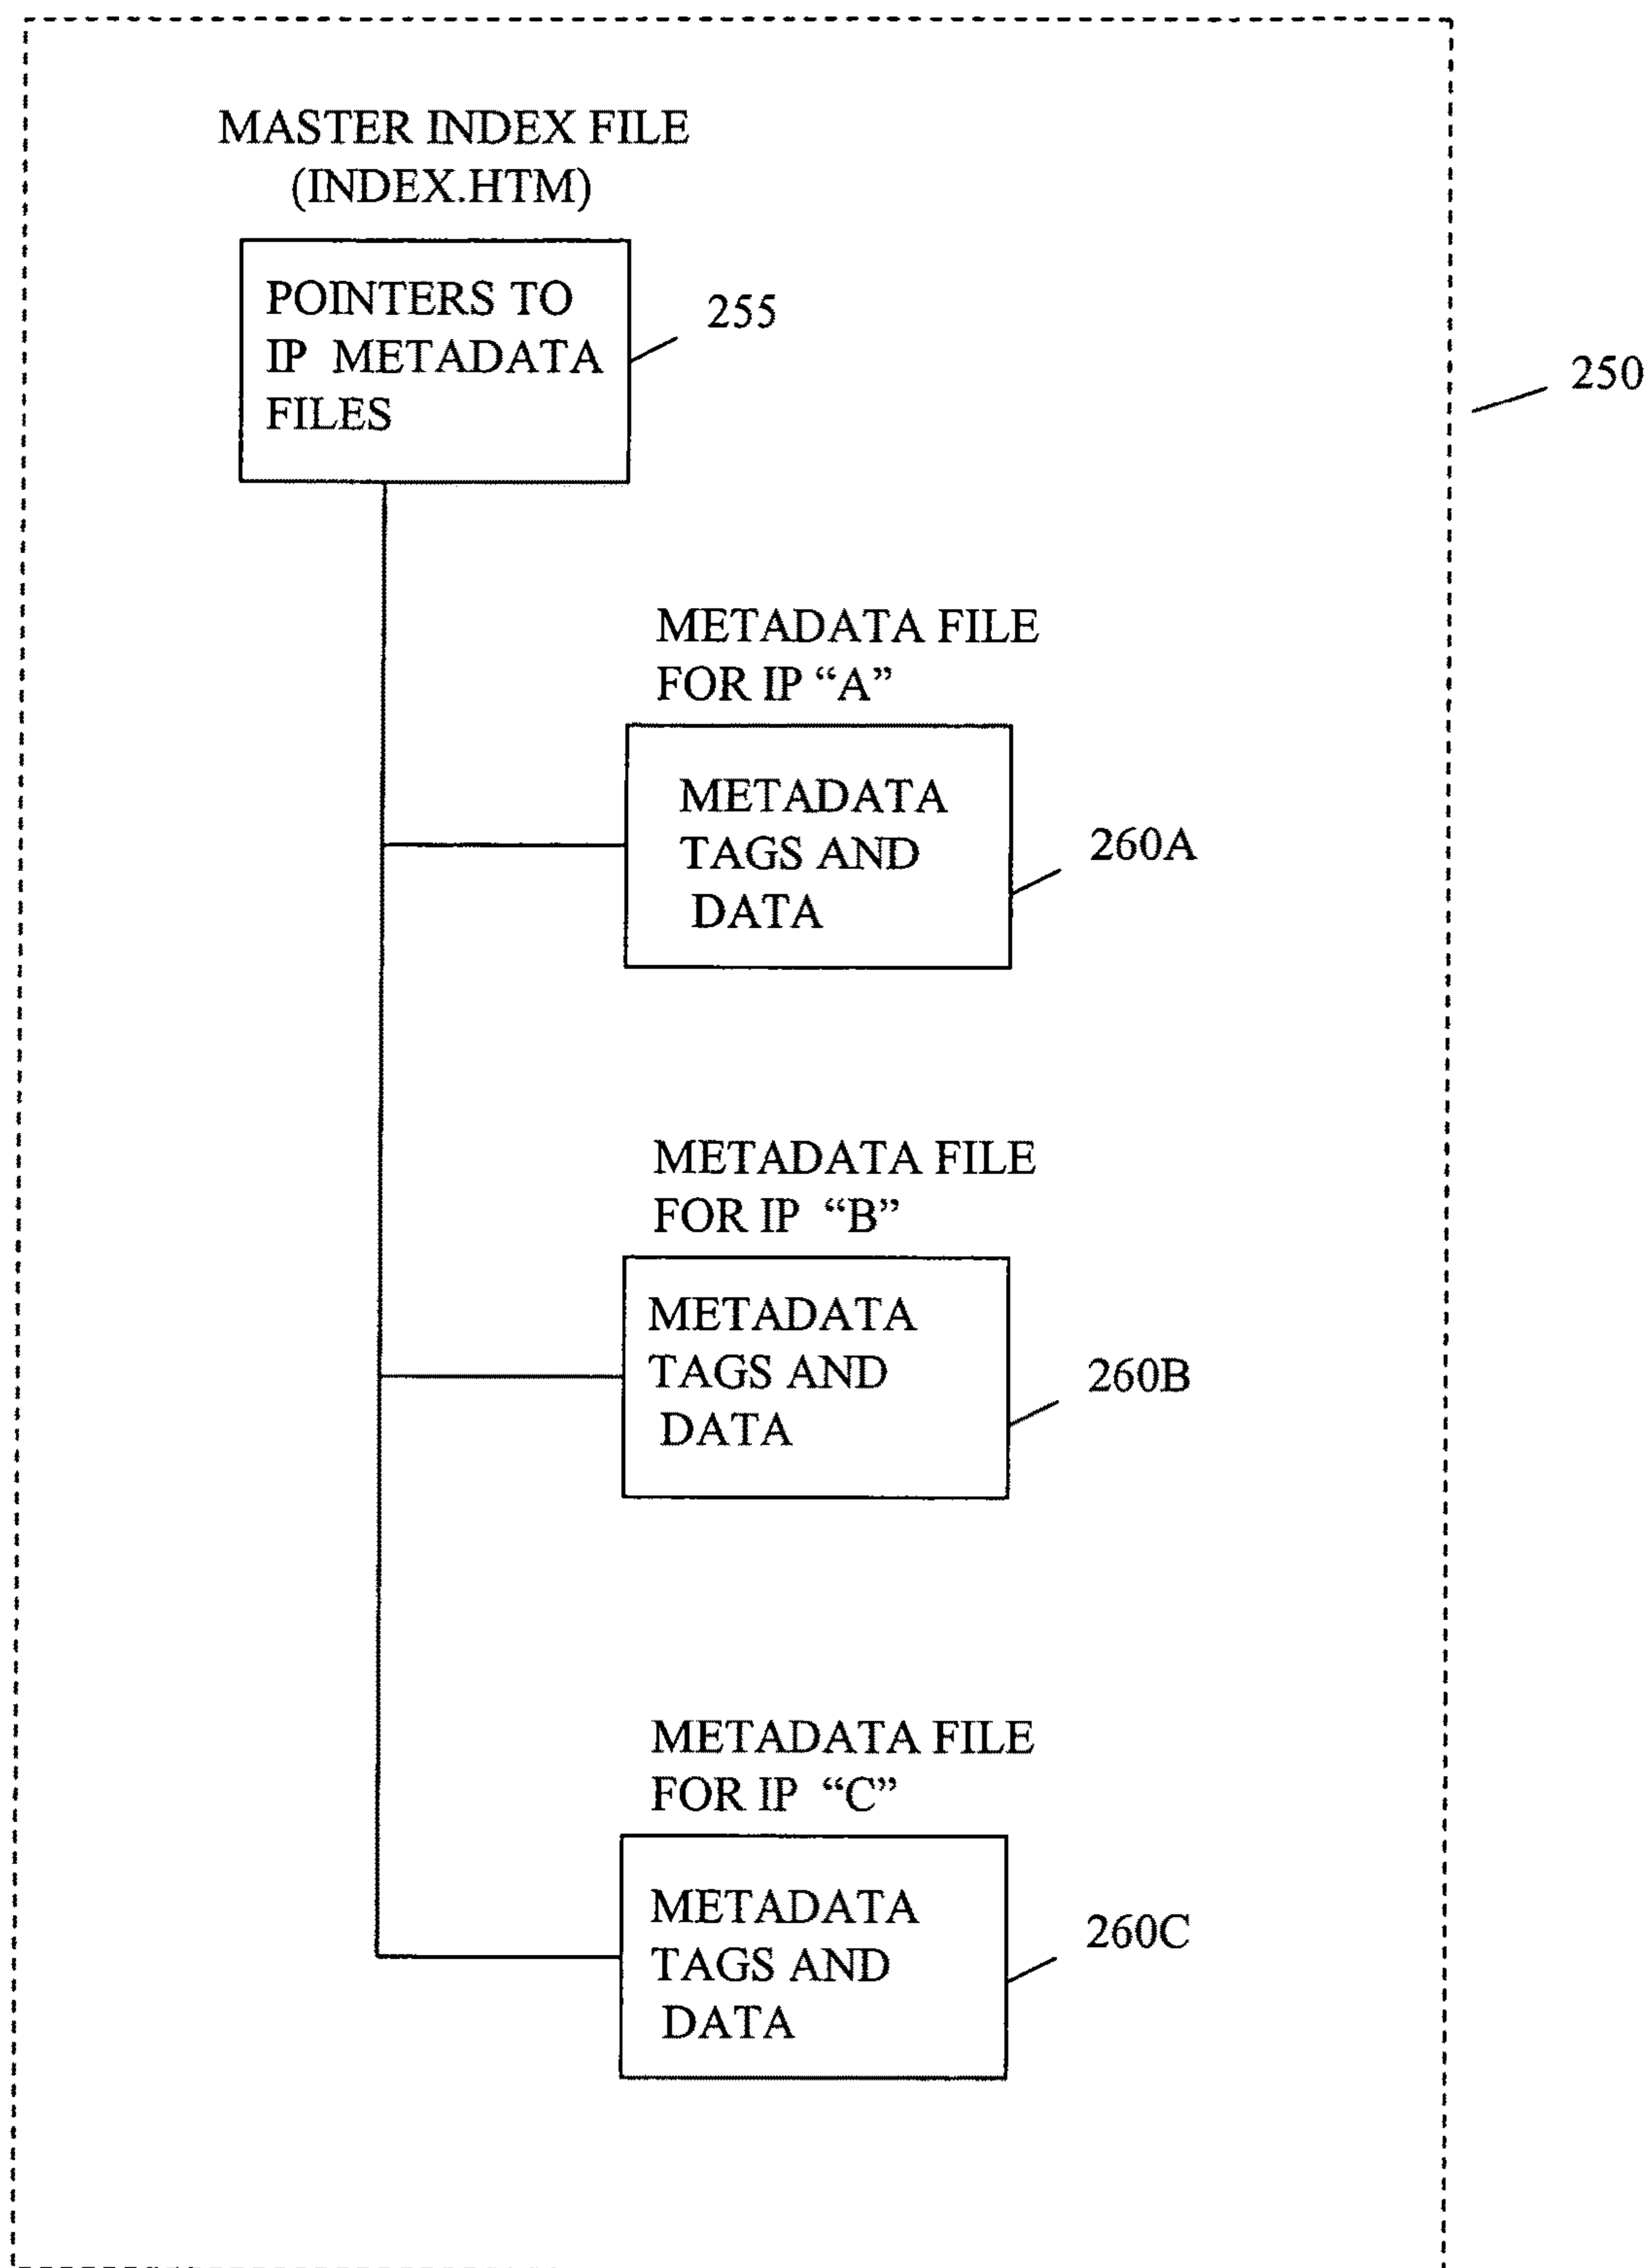 MASTER INDEX FILE
(INDEX.HTM)
POINTERS TO
IP METADATA
FILES
255
250
METADATA FILE
FOR IP “A”
METADATA
TAGS AND
DATA
260A
METADATA FILE
FOR IP “B”
METADATA
TAGS AND
DATA
260B
METADATA FILE
FOR IP “C”
METADATA
TAGS AND
DATA
260C